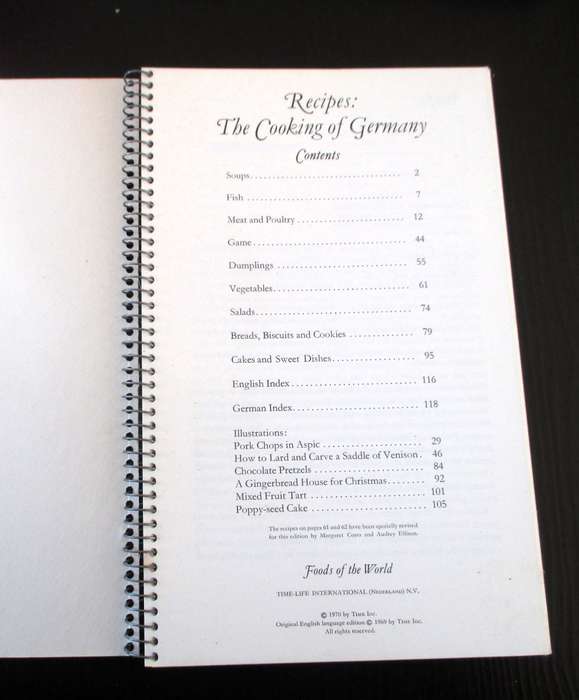 Recipes:
The Cooking of Germany
Contents
Soups.................................. 2
Fish ................................... 7
Meat and Poultry ........................ 12
Game.................................. 44
Dumplings ............................. 55
Vegetables.............................. 61
Salads.................................. 74
Breads, Biscuits and Cookies .............. 79
Cakes and Sweet Dishes.................. 95
English Index........................... 116
German Index........................... 118
Illustrations:
Pork Chops in Aspic ..................... 29
How to Lard and Carve a Saddle of Venison. 46
Chocolate Pretzels ....................... 84
A Gingerbread House for Christmas........ 92
Mixed Fruit Tart ........................ 101
Poppy-seed Cake ........................ 105
The recipes on pages 61 and 62 have been specially revised
for this edition by Margaret Costa and Audrey Ellison.
Foods of the World
TIME-LIFE INTERNATIONAL (NEDERLAND) N.V.
© 1970 by Time Inc.
Original English language edition © 1969 by Time Inc.
All rights reserved.